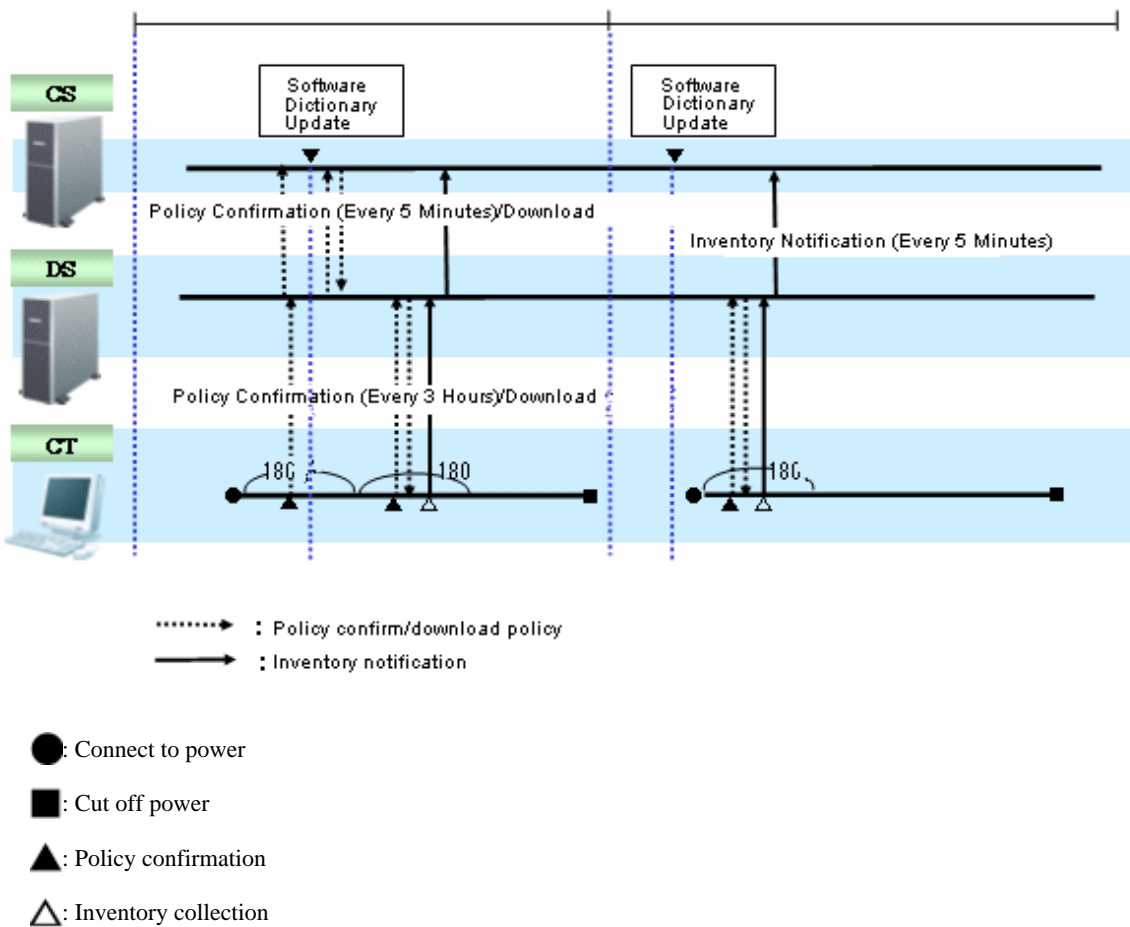 CS
Software
Dictionary
Update
Software
Dictionary
Update
Policy Confirmation (Every 5 Minutes)/Download
Inventory Notification (Every 5 Minutes)
DS
Policy Confirmation (Every 3 Hours)/Download
CT
180
180
180
: Policy confirm/download policy
: Inventory notification
: Connect to power
: Cut off power
: Policy confirmation
: Inventory collection